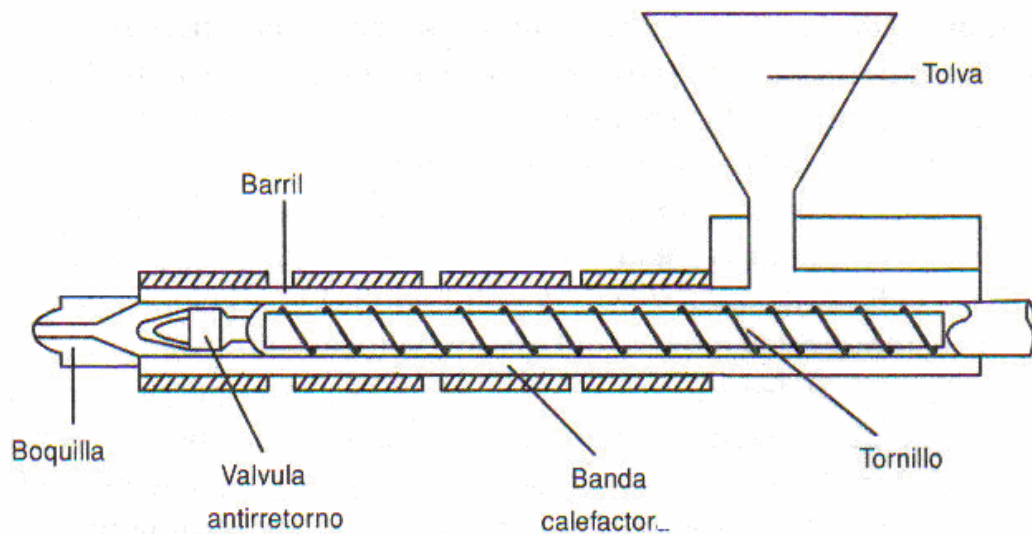 Tolva
Barril
Boquilla
Valvula
antirretorno
Banda
calefactor
Tornillo